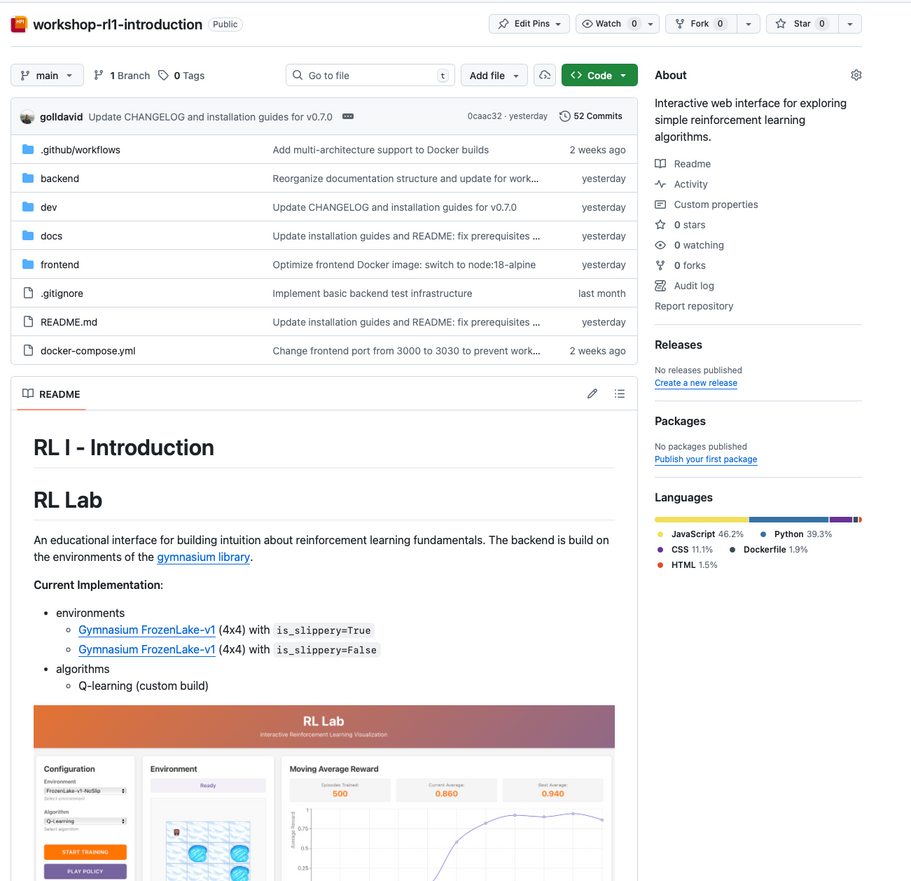 HPI workshop-rl1-introduction Public Edit Pins Watch 0 Fork 0 Star 0
main 1 Branch 0 Tags Go to file t Add file Code
golldavid Update CHANGELOG and installation guides for v0.7.0 0caac32 · yesterday 52 Commits
.github/workflows Add multi-architecture support to Docker builds 2 weeks ago
backend Reorganize documentation structure and update for work... yesterday
dev Update CHANGELOG and installation guides for v0.7.0 yesterday
docs Update installation guides and README: fix prerequisites ... yesterday
frontend Optimize frontend Docker image: switch to node:18-alpine yesterday
.gitignore Implement basic backend test infrastructure last month
README.md Update installation guides and README: fix prerequisites ... yesterday
docker-compose.yml Change frontend port from 3000 to 3030 to prevent work... 2 weeks ago
README
RL I - Introduction
RL Lab
An educational interface for building intuition about reinforcement learning fundamentals. The backend is build on
the environments of the gymnasium library.
Current Implementation:
• environments
◦ Gymnasium FrozenLake-v1 (4x4) with is_slippery=True
◦ Gymnasium FrozenLake-v1 (4x4) with is_slippery=False
• algorithms
◦ Q-learning (custom build)
RL Lab
Interactive Reinforcement Learning Visualization
Configuration
Environment
FrozenLake-v1-NoSlip
Select environment
Algorithm
Q-Learning
Select algorithm
START TRAINING
PLAY POLICY
Environment
Ready
Moving Average Reward
Episodes Trained:
500
Current Average:
0.860
Best Average:
0.940
Average Reward
1
0.75
0.5
0.25
About
Interactive web interface for exploring
simple reinforcement learning
algorithms.
Readme
Activity
Custom properties
0 stars
0 watching
0 forks
Audit log
Report repository
Releases
No releases published
Create a new release
Packages
No packages published
Publish your first package
Languages
JavaScript 46.2% Python 39.3%
CSS 11.1% Dockerfile 1.9%
HTML 1.5%